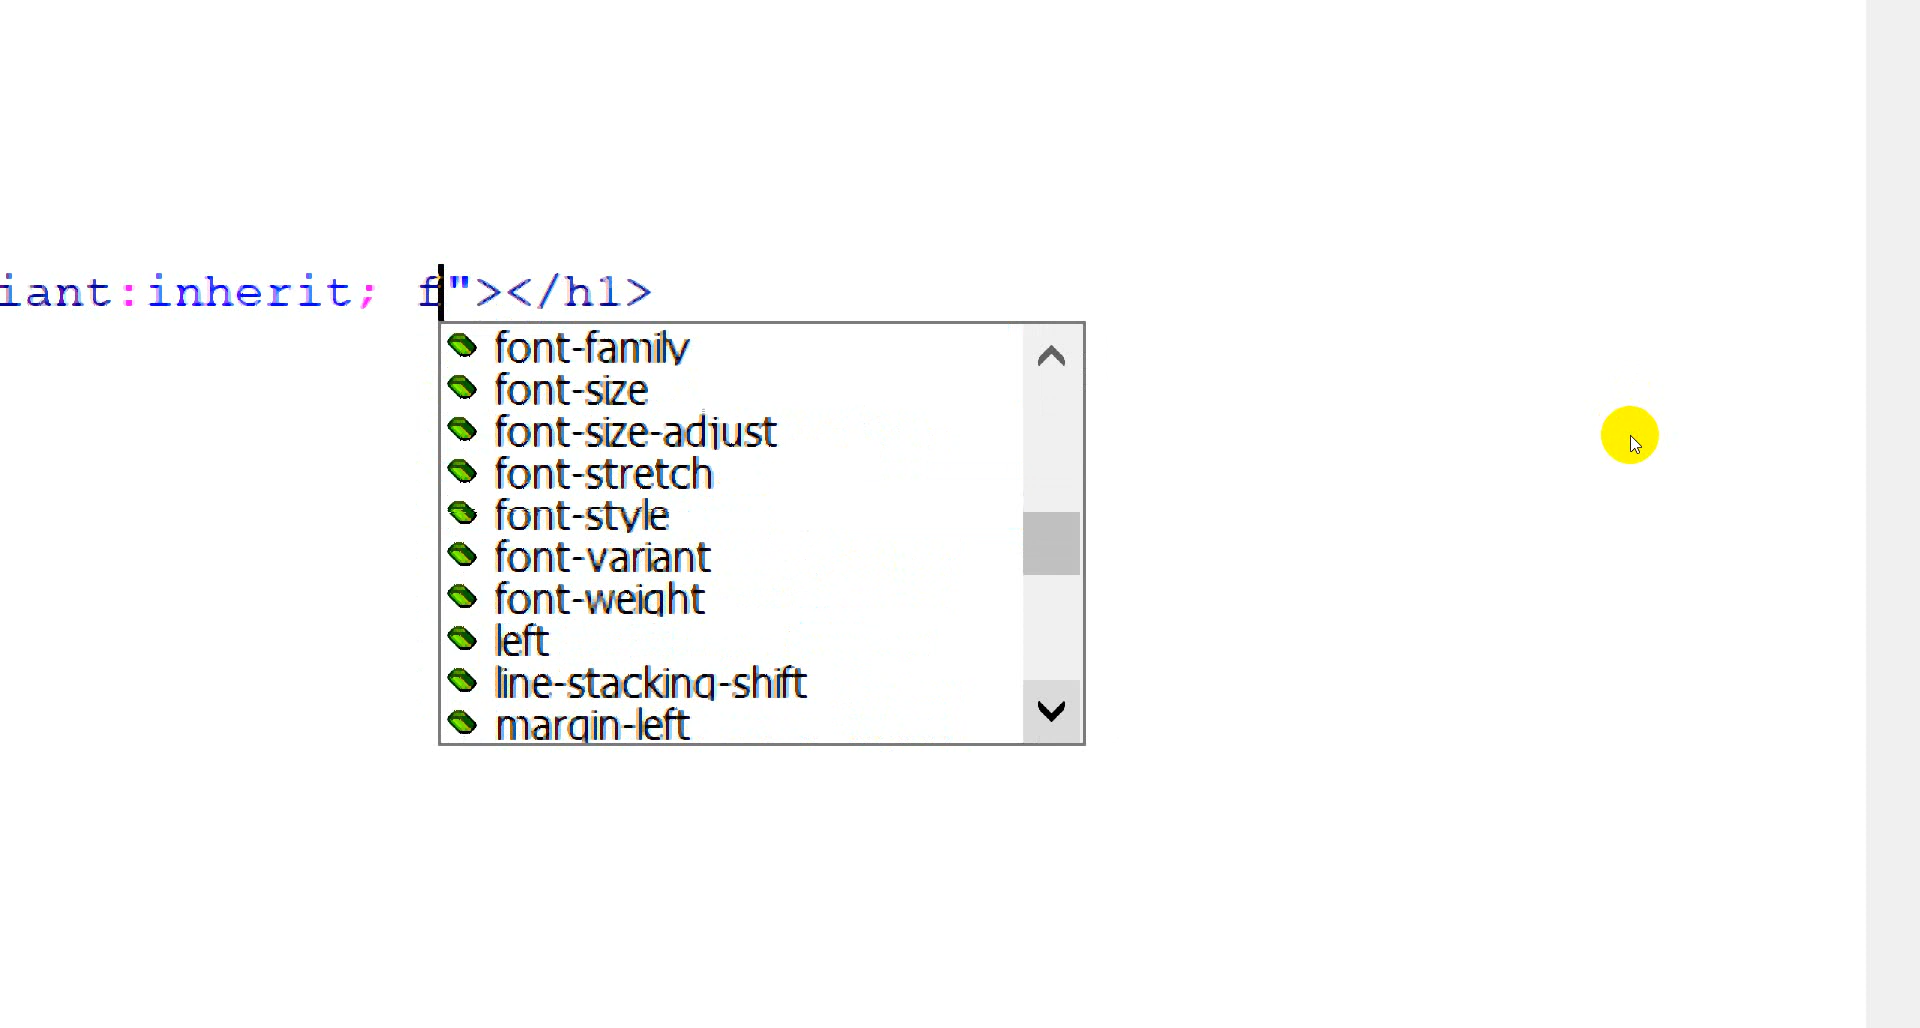 iant:inherit; f"></h1>
font-family
font-size
font-size-adjust
font-stretch
font-style
font-variant
font-weight
left
line-stacking-shift
margin-left